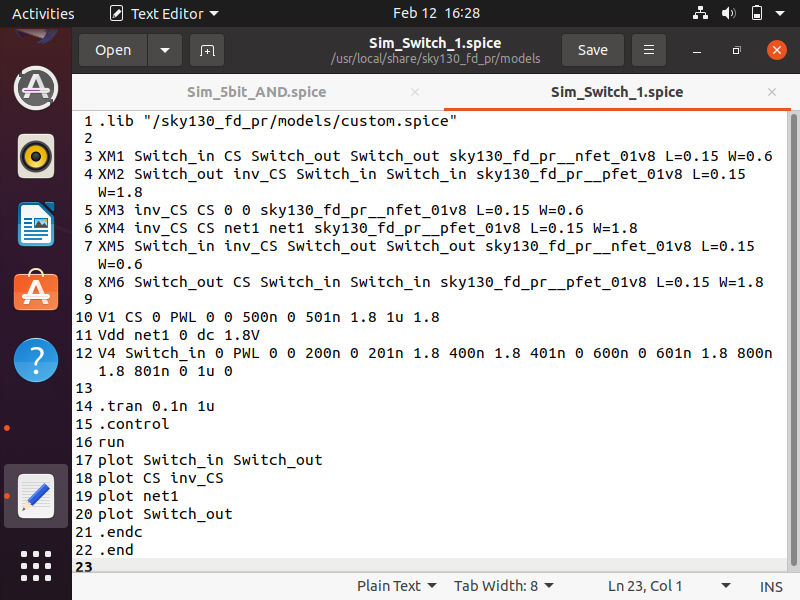 Activities
Text Editor
Feb 12 16:28
Open
Sim_Switch_1.spice
/usr/local/share/sky130_fd_pr/models
Save
Sim_5bit_AND.spice
Sim_Switch_1.spice
1 .lib "/sky130_fd_pr/models/custom.spice"
2
3 XM1 Switch_in CS Switch_out Switch_out sky130_fd_pr__nfet_01v8 L=0.15 W=0.6
4 XM2 Switch_out inv_CS Switch_in Switch_in sky130_fd_pr__pfet_01v8 L=0.15
W=1.8
5 XM3 inv_CS CS 0 0 sky130_fd_pr__nfet_01v8 L=0.15 W=0.6
6 XM4 inv_CS CS net1 net1 sky130_fd_pr__pfet_01v8 L=0.15 W=1.8
7 XM5 Switch_in inv_CS Switch_out Switch_out sky130_fd_pr__nfet_01v8 L=0.15
W=0.6
8 XM6 Switch_out CS Switch_in Switch_in sky130_fd_pr__pfet_01v8 L=0.15 W=1.8
9
10 V1 CS 0 PWL 0 0 500n 0 501n 1.8 1u 1.8
11 Vdd net1 0 dc 1.8V
12 V4 Switch_in 0 PWL 0 0 200n 0 201n 1.8 400n 1.8 401n 0 600n 0 601n 1.8 800n
1.8 801n 0 1u 0
13
14 .tran 0.1n 1u
15 .control
16 run
17 plot Switch_in Switch_out
18 plot CS inv_CS
19 plot net1
20 plot Switch_out
21 .endc
22 .end
23
Plain Text
Tab Width: 8
Ln 23, Col 1
INS